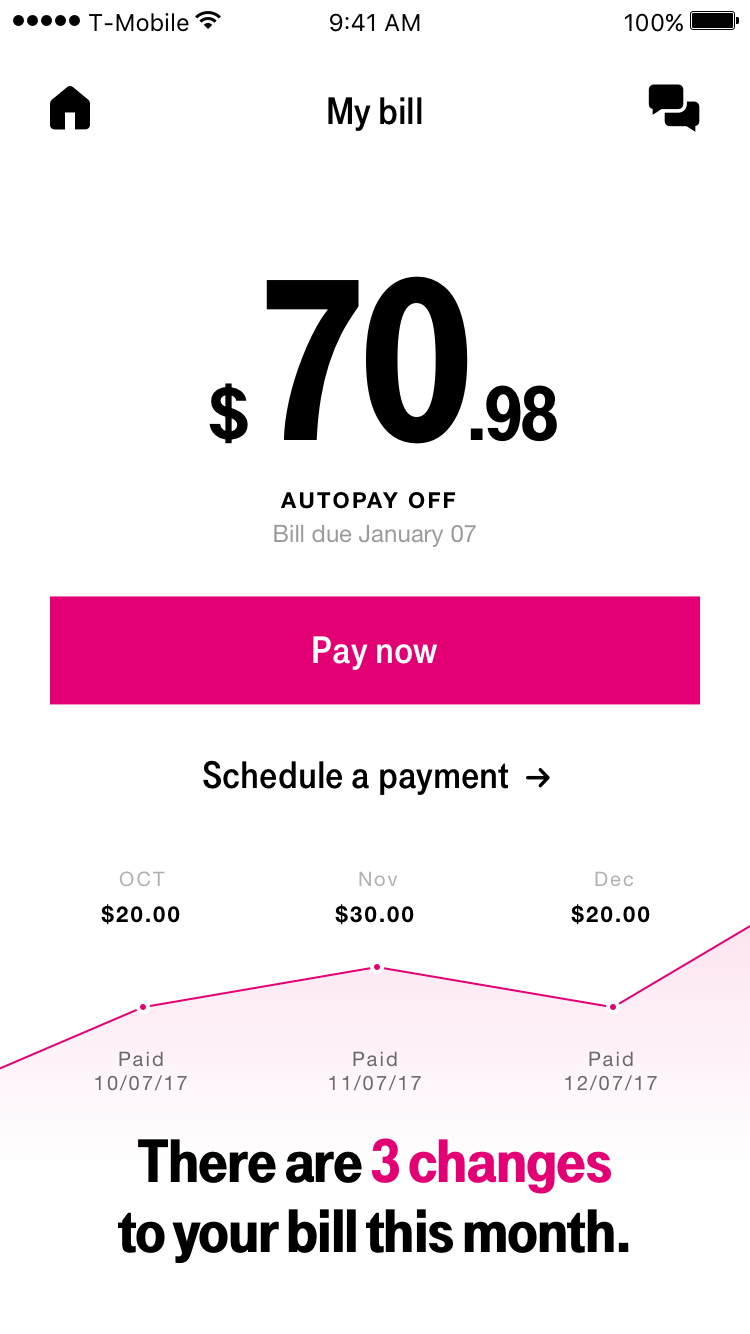 T-Mobile 9:41 AM 100%
My bill
$70.98
AUTOPAY OFF
Bill due January 07
Pay now
Schedule a payment →
OCT Nov Dec
$20.00 $30.00 $20.00
Paid Paid Paid
10/07/17 11/07/17 12/07/17
There are 3 changes
to your bill this month.